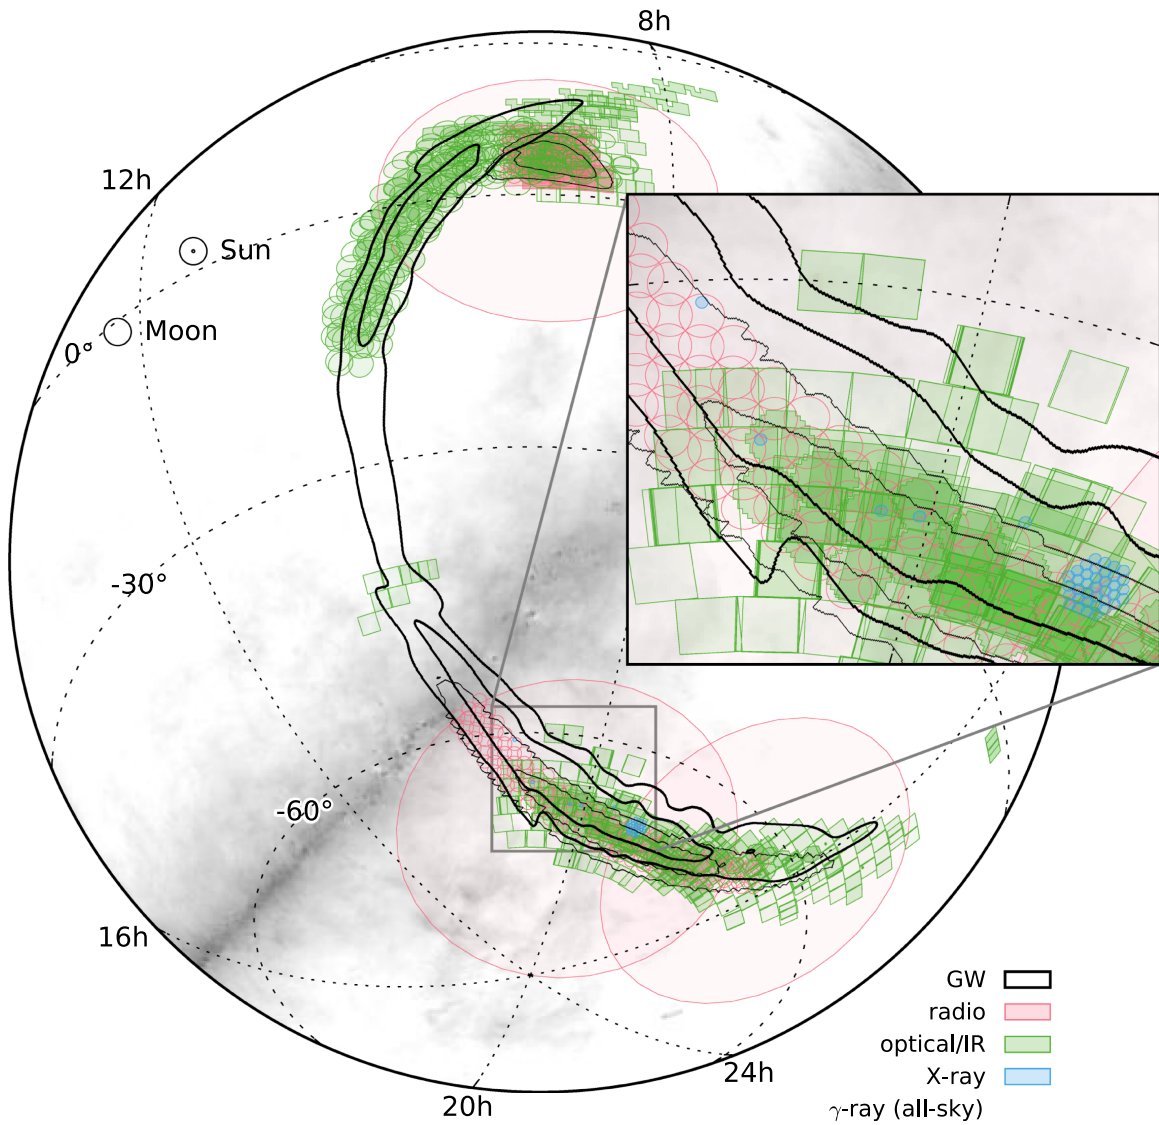 8h
12h
Sun
Moon
0°
-30°
-60°
16h
20h
24h
GW
radio
optical/IR
X-ray
γ-ray (all-sky)